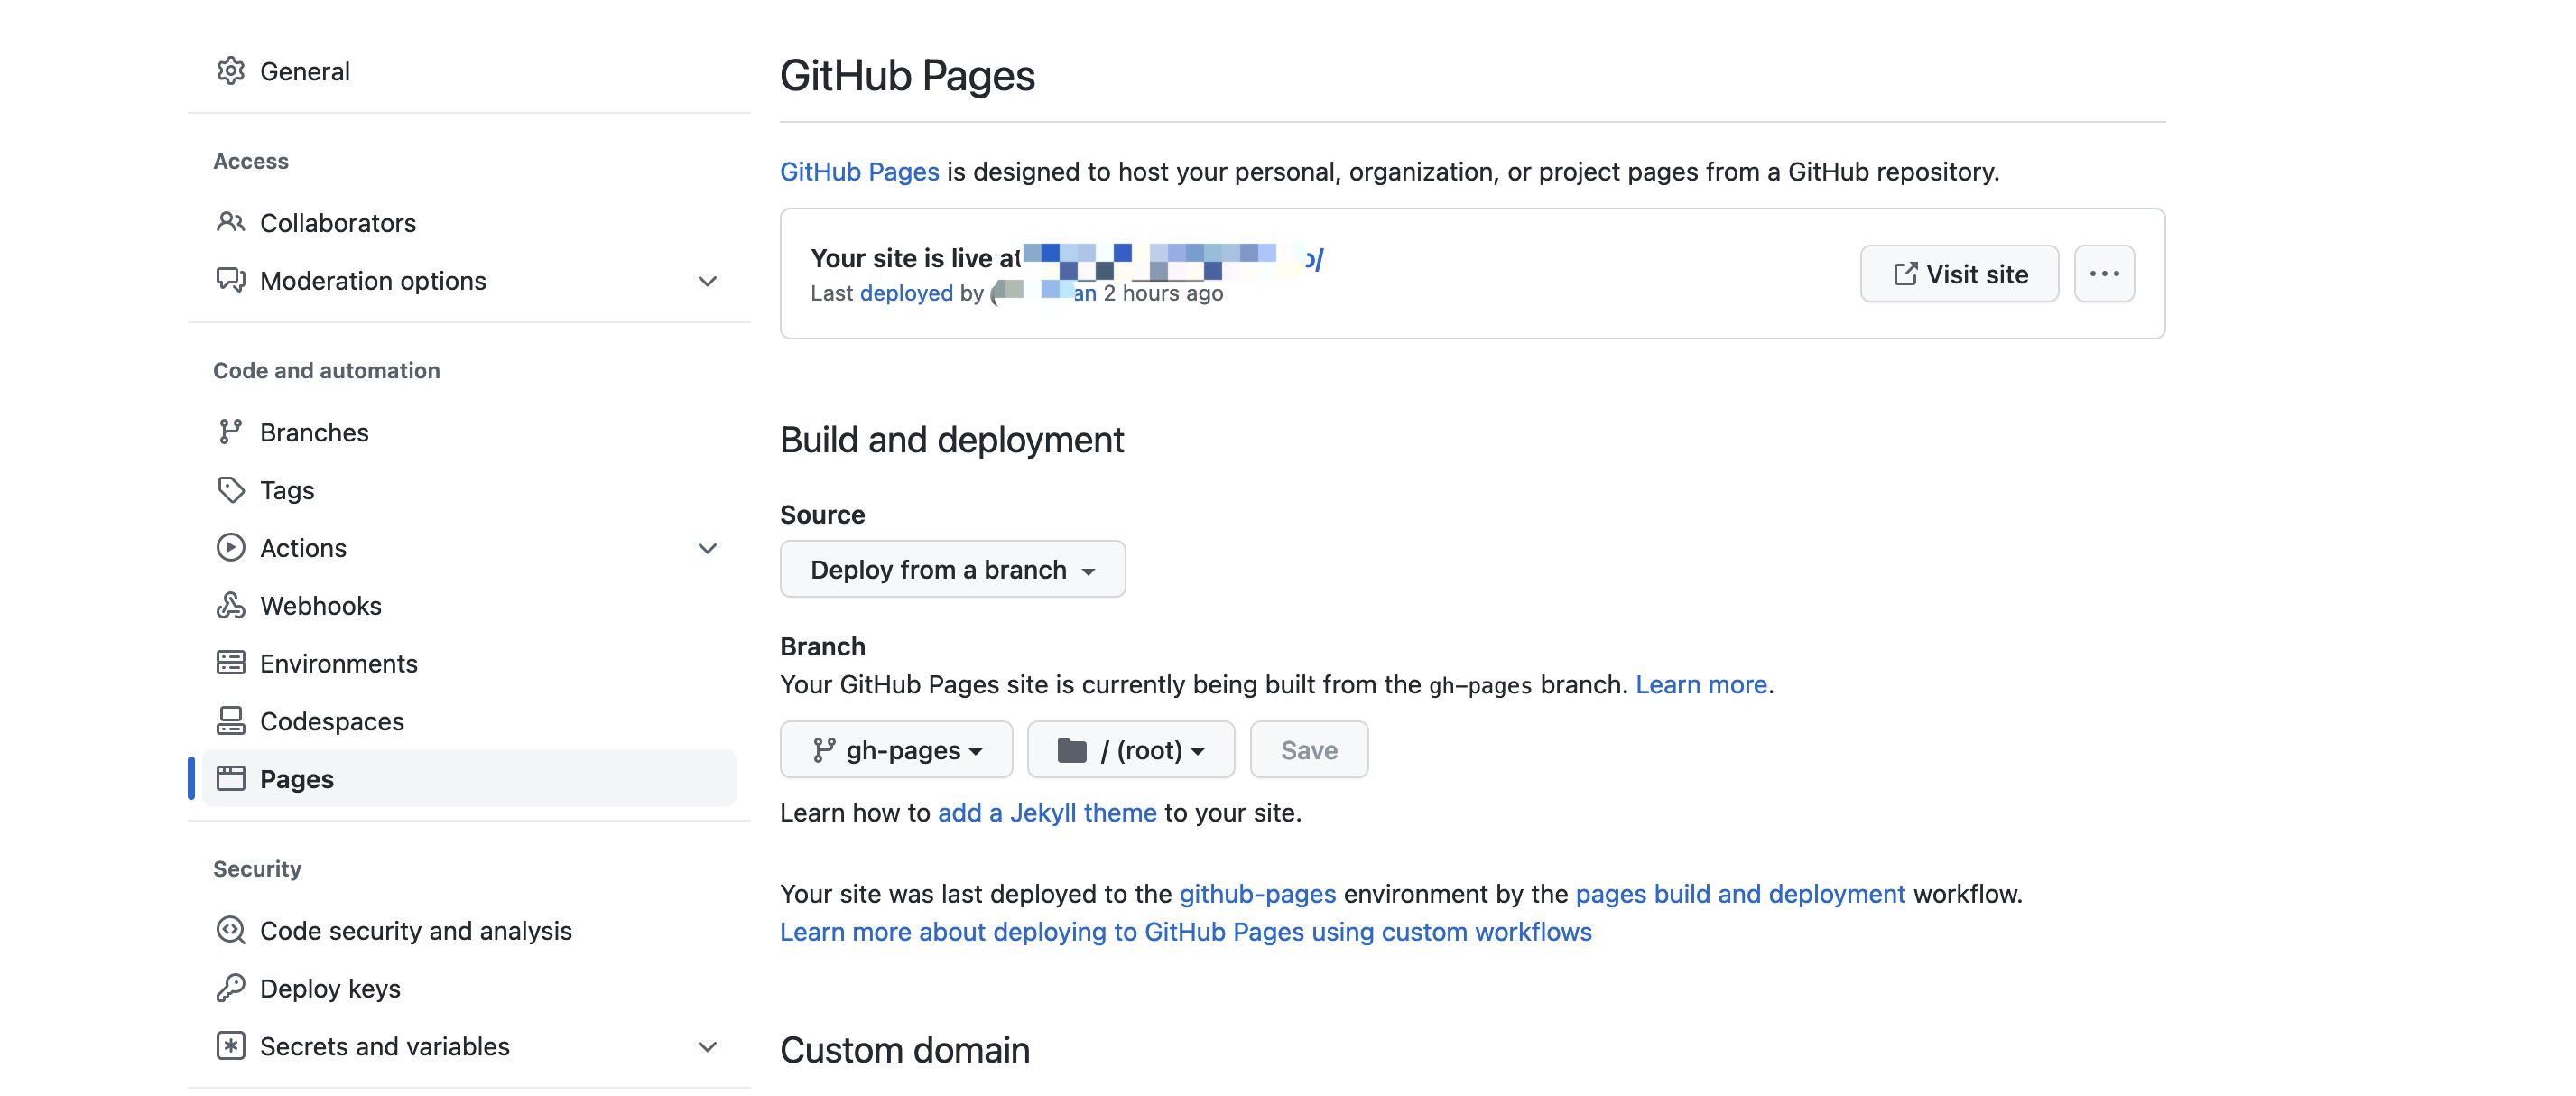 General
Access
Collaborators
Moderation options
Code and automation
Branches
Tags
Actions
Webhooks
Environments
Codespaces
Pages
Security
Code security and analysis
Deploy keys
Secrets and variables
GitHub Pages
GitHub Pages is designed to host your personal, organization, or project pages from a GitHub repository.
Your site is live at
Last deployed by 2 hours ago
Visit site
Build and deployment
Source
Deploy from a branch
Branch
Your GitHub Pages site is currently being built from the gh-pages branch. Learn more.
gh-pages / (root) Save
Learn how to add a Jekyll theme to your site.
Your site was last deployed to the github-pages environment by the pages build and deployment workflow.
Learn more about deploying to GitHub Pages using custom workflows
Custom domain